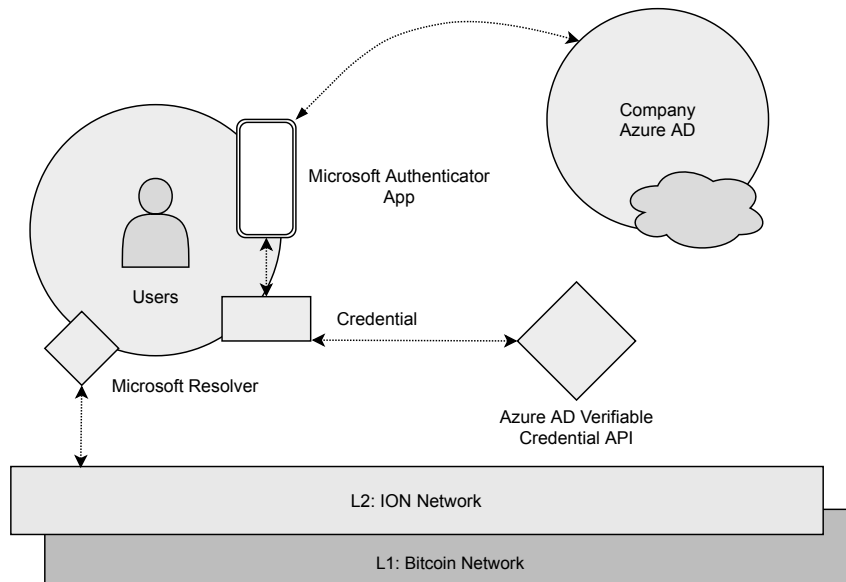 Company
Azure AD
Microsoft Authenticator
App
Users
Credential
Microsoft Resolver
Azure AD Verifiable
Credential API
L2: ION Network
L1: Bitcoin Network